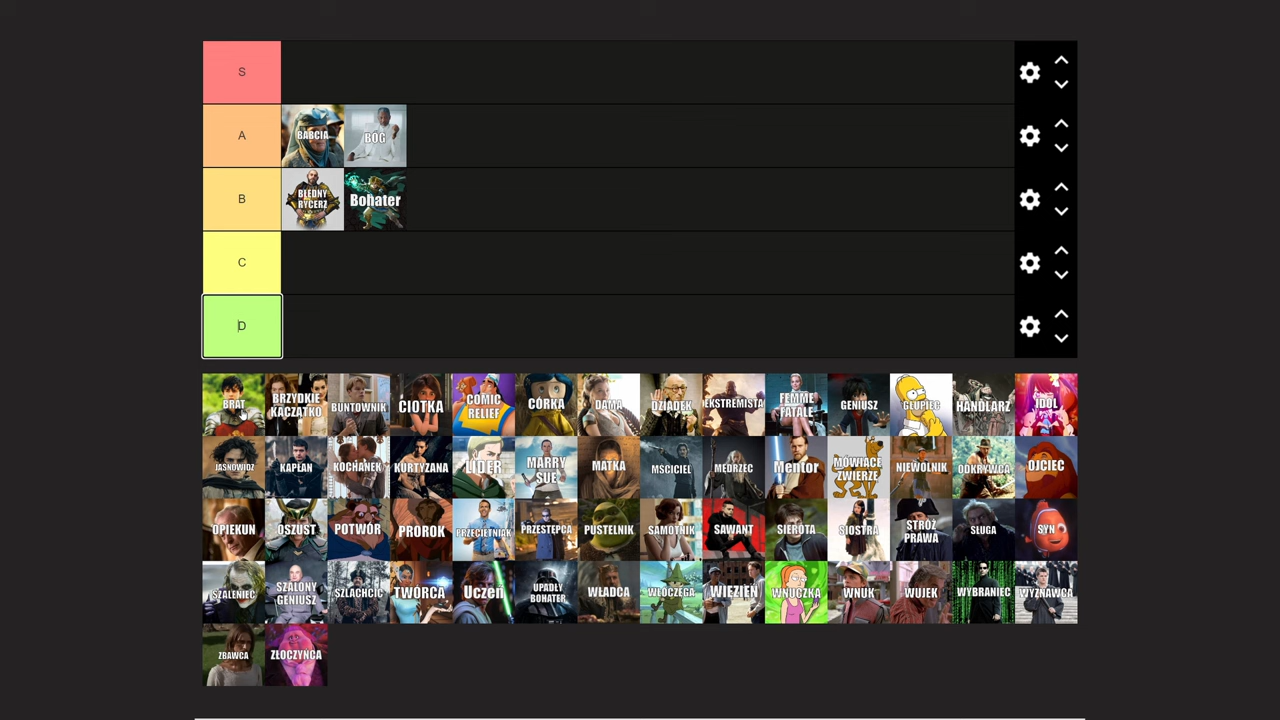 S
A
BABCIA
BÓG
B
BŁĘDNY
RYCERZ
Bohater
C
D
BRAT
BRZYDKIE
KACZĄTKO
BUNTOWNIK
CIOTKA
COMIC
RELIEF
CÓRKA
DAMA
DZIADEK
EKSTREMISTA
FEMME
FATALE
GENIUSZ
GŁUPIEC
HANDLARZ
IDOL
JASNOWIDZ
KAPŁAN
KOCHANEK
KURTYZANA
LIDER
MARRY
SUE
MATKA
MŚCICIEL
MĘDRZEC
Mentor
MÓWIĄCE
ZWIERZE
NIEWOLNIK
ODKRYWCA
OJCIEC
OPIEKUN
OSZUST
POTWÓR
PROROK
PRZECIĘTNIAK
PRZESTĘPCA
PUSTELNIK
SAMOTNIK
SAWANT
SIEROTA
SIOSTRA
STRÓŻ
PRAWA
SŁUGA
SYN
SZALENIEC
SZALONY
GENIUSZ
SZLACHCIC
TWÓRCA
Uczeń
UPADŁY
BOHATER
WŁADCA
WŁÓCZĘGA
WIĘZIEŃ
WNUCZKA
WNUK
WUJEK
WYBRANIEC
WYZNAWCA
ZBAWCA
ZŁOCZYŃCA